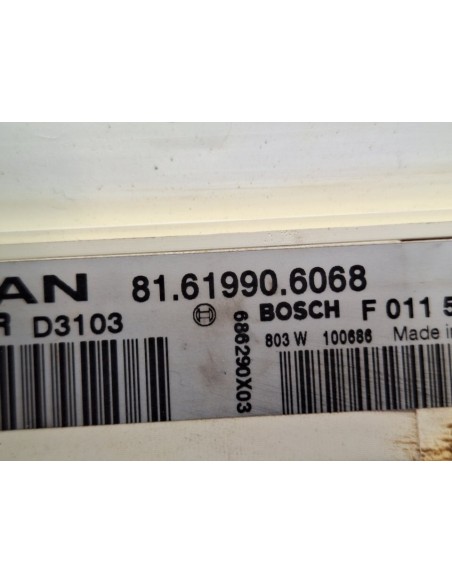 AN 81.61990.6068
R D3103 BOSCH F 011 5
803 W 100686 Made in
686290X03